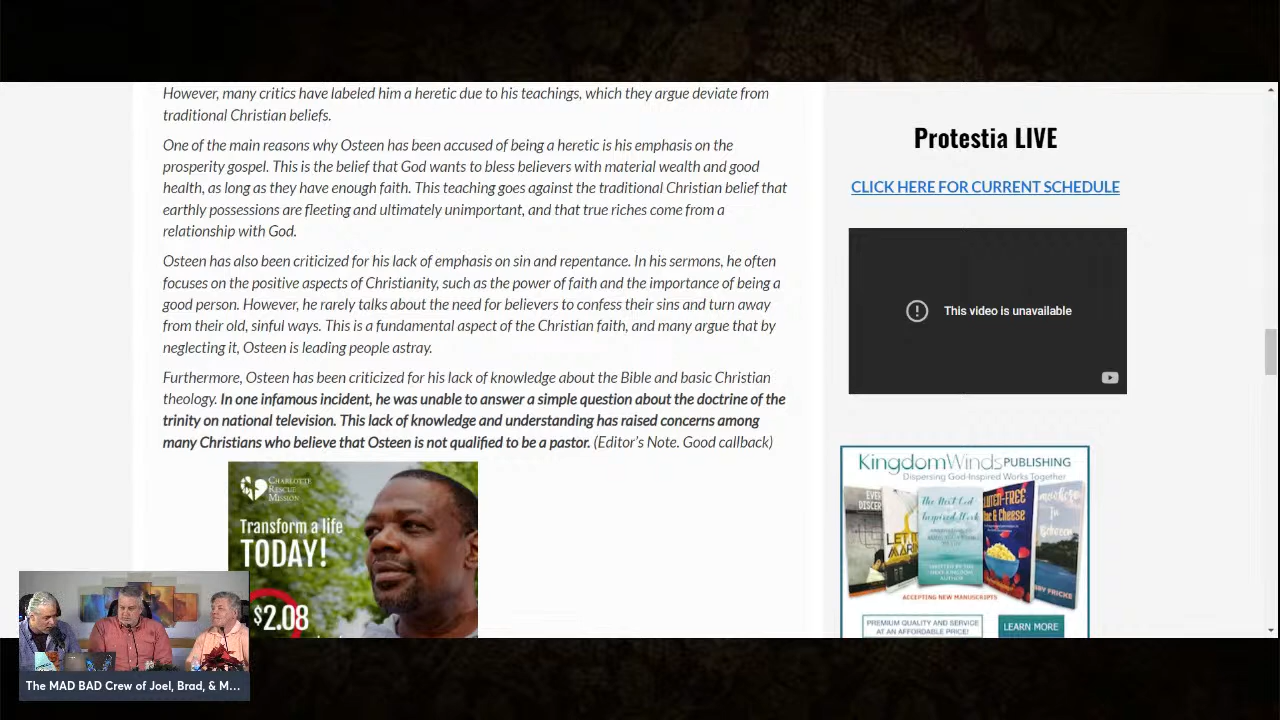 However, many critics have labeled him a heretic due to his teachings, which they argue deviate from
traditional Christian beliefs.
One of the main reasons why Osteen has been accused of being a heretic is his emphasis on the
prosperity gospel. This is the belief that God wants to bless believers with material wealth and good
health, as long as they have enough faith. This teaching goes against the traditional Christian belief that
earthly possessions are fleeting and ultimately unimportant, and that true riches come from a
relationship with God.
Osteen has also been criticized for his lack of emphasis on sin and repentance. In his sermons, he often
focuses on the positive aspects of Christianity, such as the power of faith and the importance of being a
good person. However, he rarely talks about the need for believers to confess their sins and turn away
from their old, sinful ways. This is a fundamental aspect of the Christian faith, and many argue that by
neglecting it, Osteen is leading people astray.
Furthermore, Osteen has been criticized for his lack of knowledge about the Bible and basic Christian
theology. In one infamous incident, he was unable to answer a simple question about the doctrine of the
trinity on national television. This lack of knowledge and understanding has raised concerns among
many Christians who believe that Osteen is not qualified to be a pastor. (Editor's Note. Good callback)
CHARLOTTE
RESCUE
MISSION
Transform a life
TODAY!
$2.08
The MAD BAD Crew of Joel, Brad, & M...
Protestia LIVE
CLICK HERE FOR CURRENT SCHEDULE
This video is unavailable
KingdomWinds PUBLISHING
Dispersing God-Inspired Works Together
The Next God
Inspired Work
GLUTEN-FREE
& Cheese
ACCEPTING NEW MANUSCRIPTS
PREMIUM QUALITY AND SERVICE
AT AN AFFORDABLE PRICE!
LEARN MORE